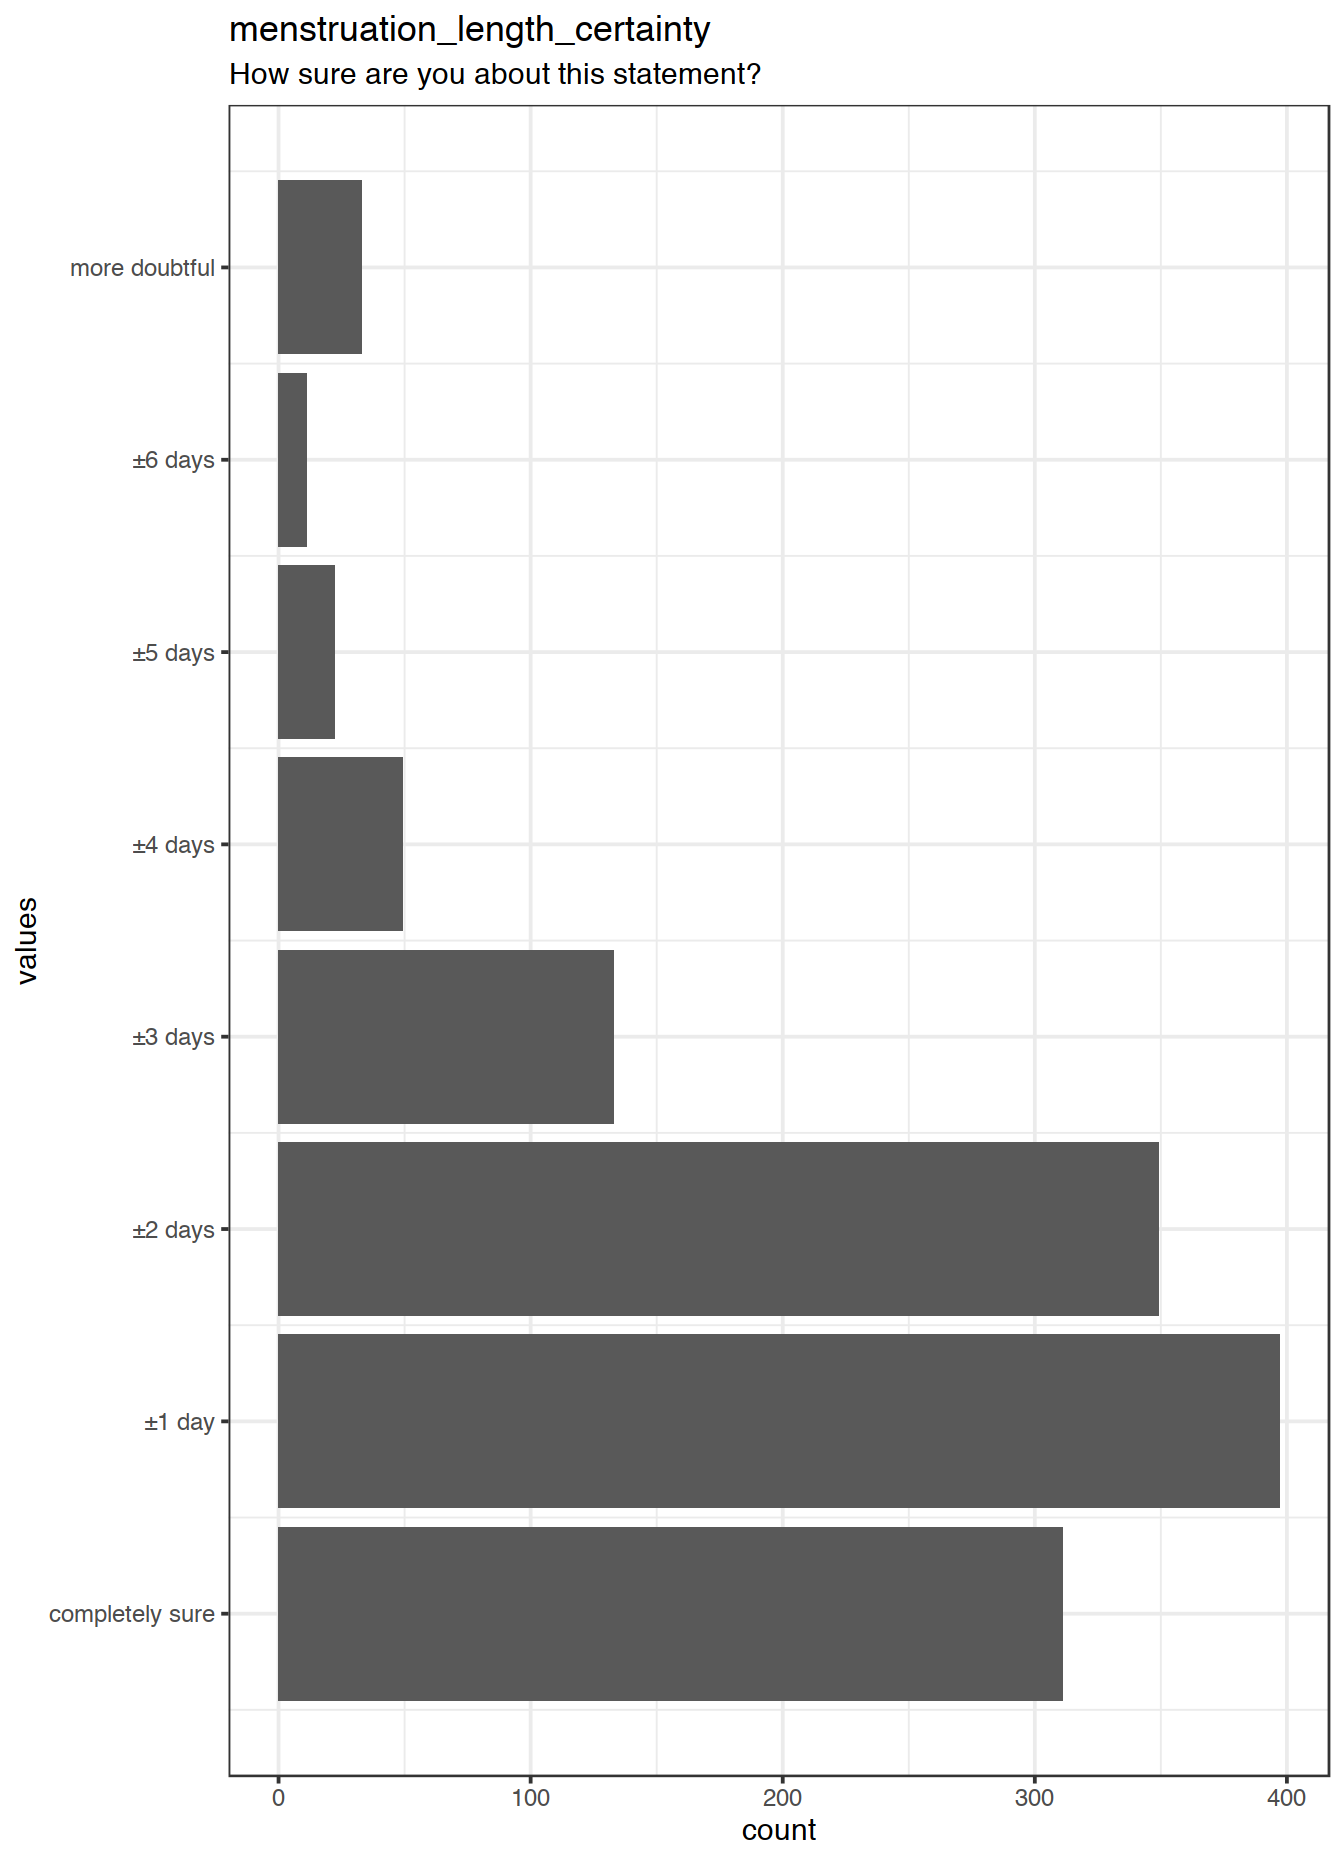 menstruation_length_certainty
How sure are you about this statement?
values
more doubtful
±6 days
±5 days
±4 days
±3 days
±2 days
±1 day
completely sure
0 100 200 300 400
count